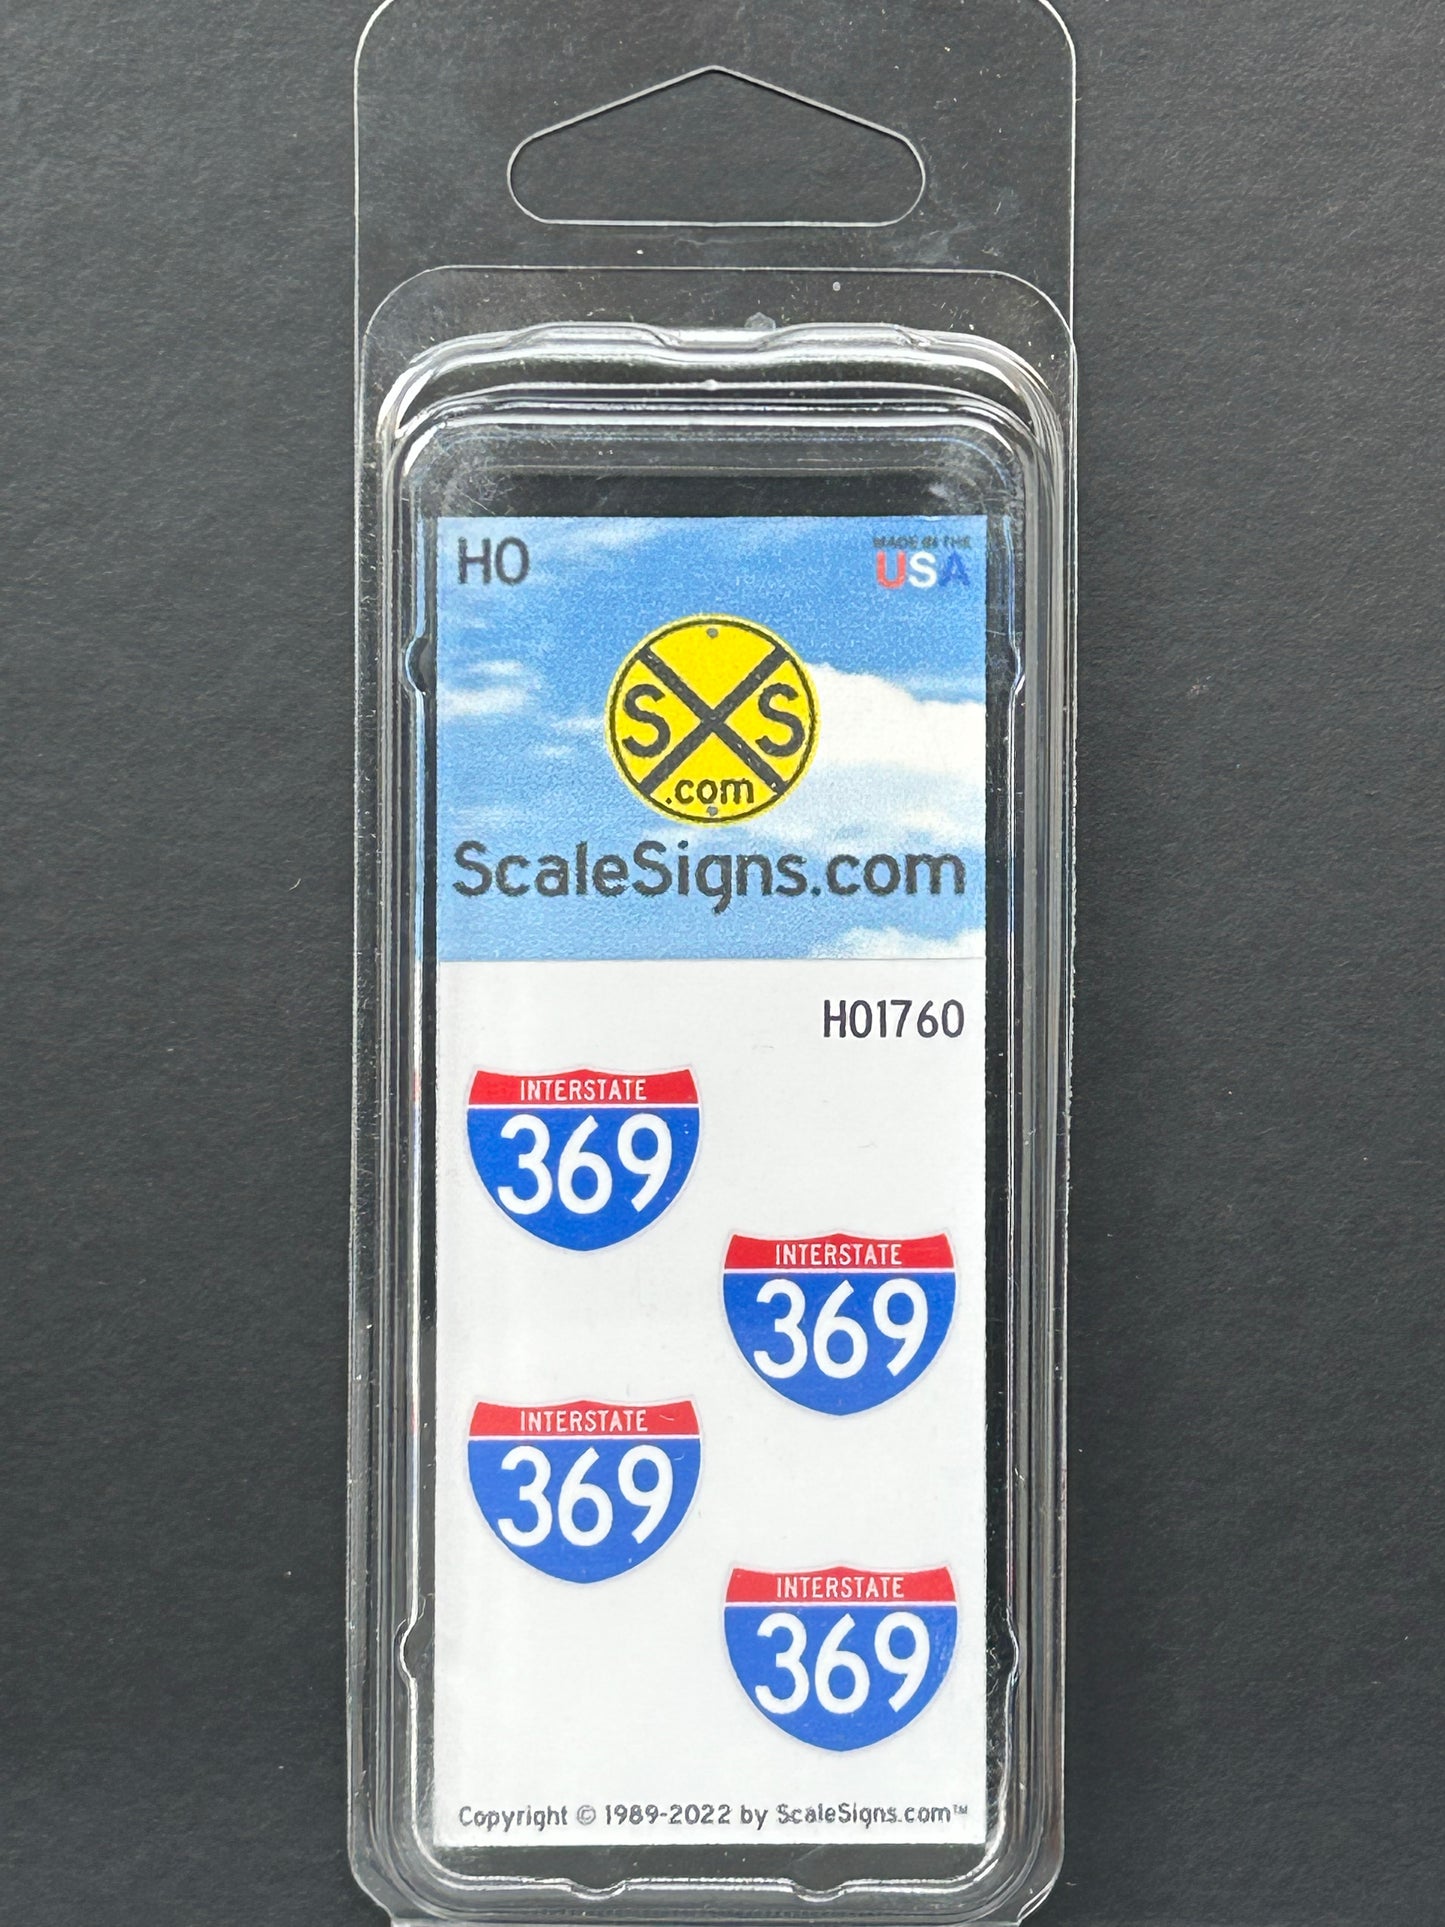 HO
MADE IN THE
USA
S S
.com
ScaleSigns.com
HO1760
INTERSTATE
369
INTERSTATE
369
INTERSTATE
369
INTERSTATE
369
Copyright © 1989-2022 by ScaleSigns.com™